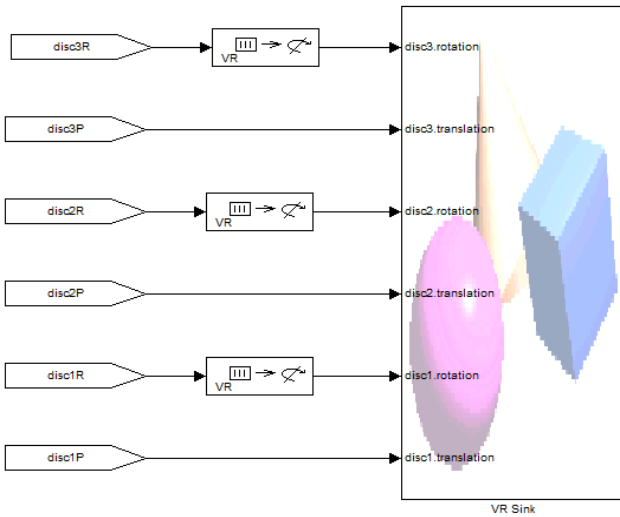 disc3R
VR
disc3.rotation
disc3P
disc3.translation
disc2R
VR
disc2.rotation
disc2P
disc2.translation
disc1R
VR
disc1.rotation
disc1P
disc1.translation
VR Sink